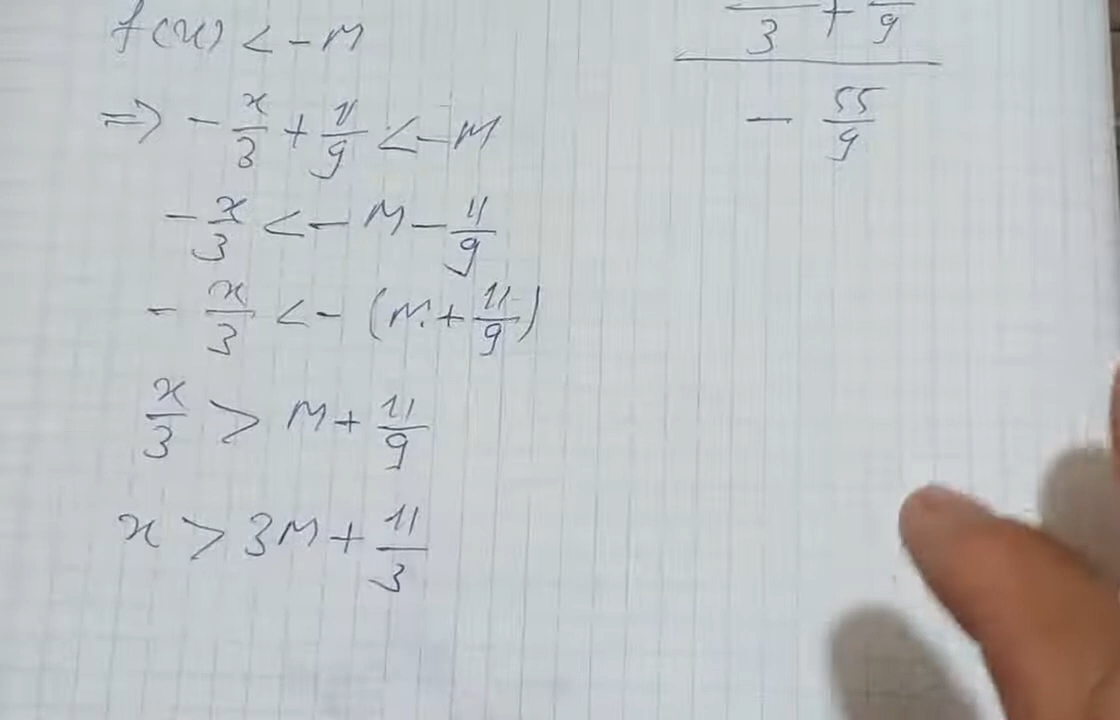 f(x) < -M
⇒ - x/3 + 11/9 < -M
- x/3 < - M - 11/9
- x/3 < - (M + 11/9)
x/3 > M + 11/9
x > 3M + 11/3
3 + 9
- 55/9